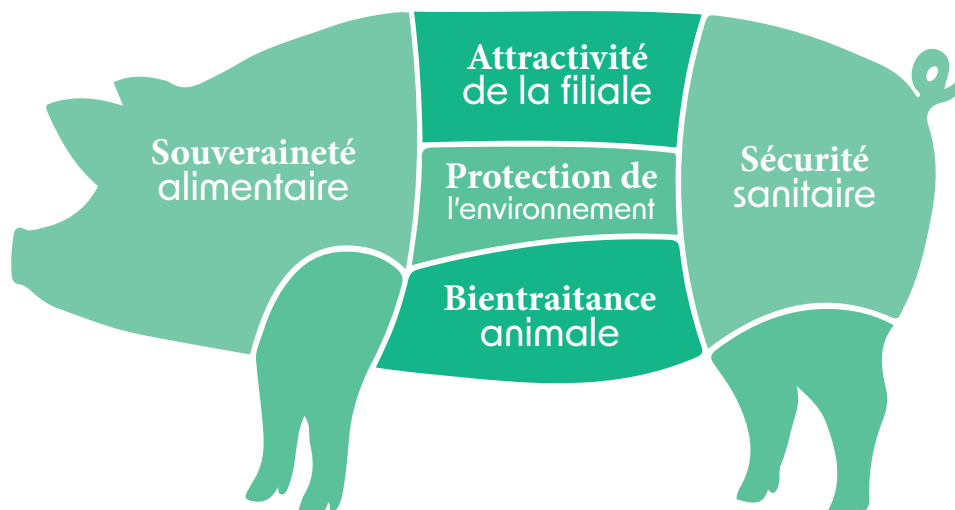 Souveraineté
alimentaire
Attractivité
de la filiale
Protection de
l'environnement
Bientraitance
animale
Sécurité
sanitaire